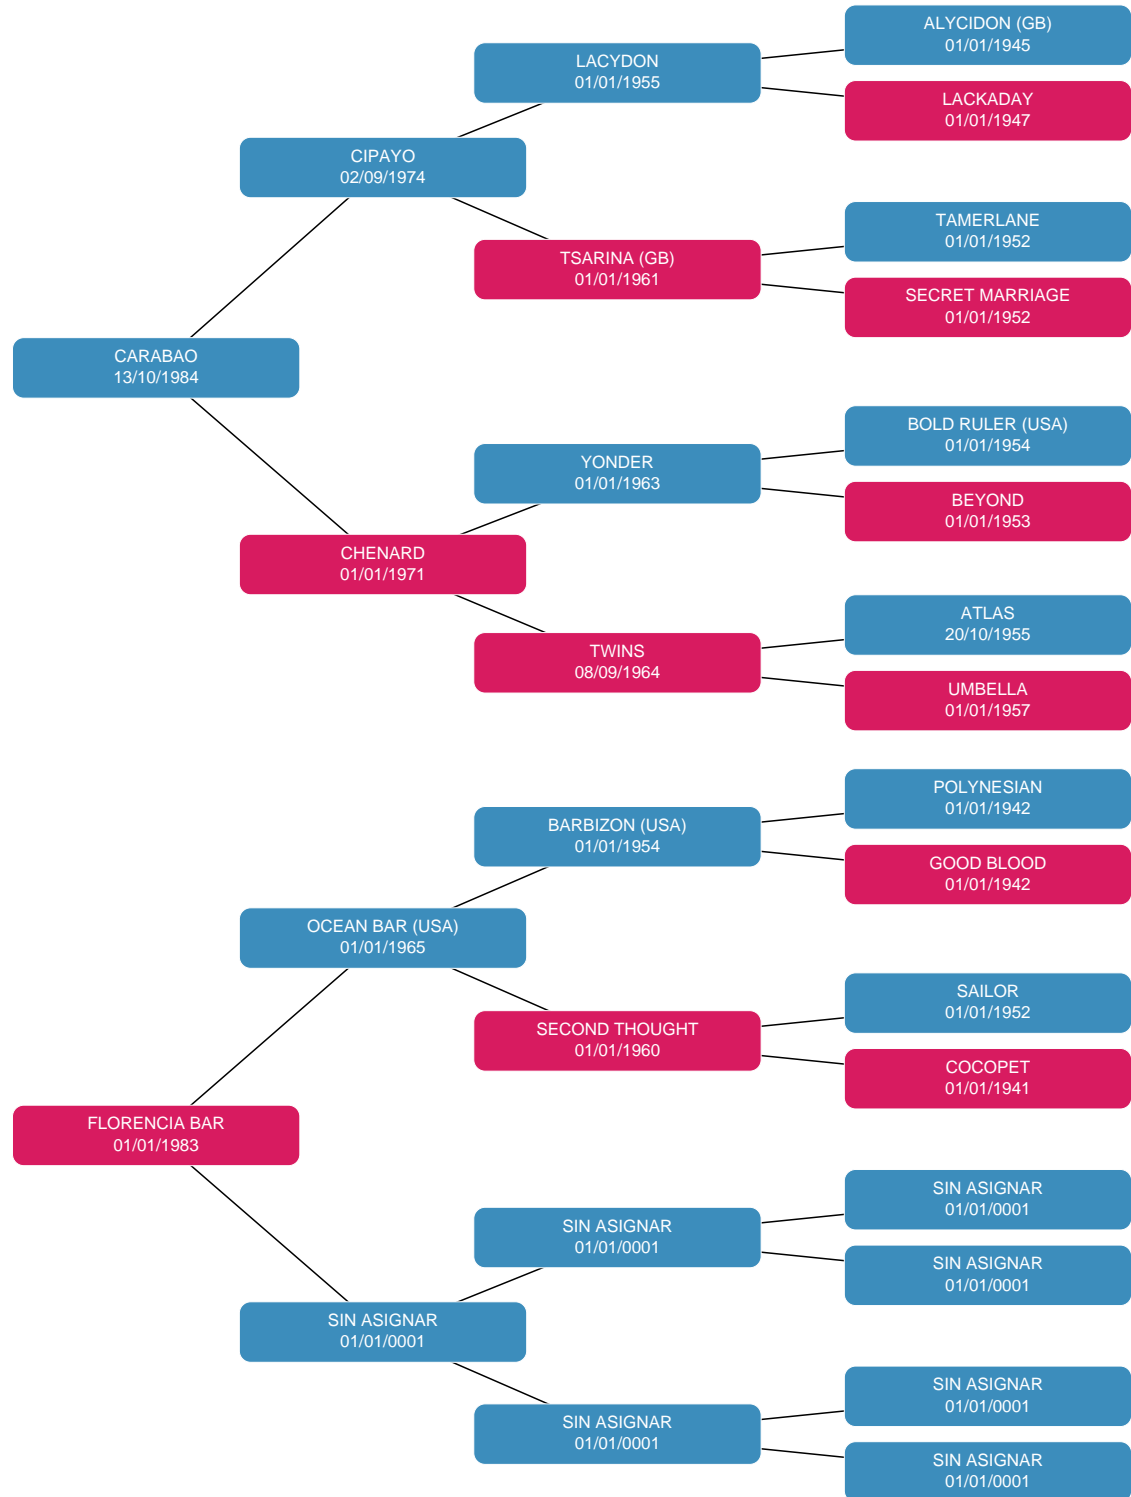 ALYCIDON (GB)
01/01/1945
LACYDON
01/01/1955
LACKADAY
01/01/1947
CIPAYO
02/09/1974
TAMERLANE
01/01/1952
TSARINA (GB)
01/01/1961
SECRET MARRIAGE
01/01/1952
CARABAO
13/10/1984
BOLD RULER (USA)
01/01/1954
YONDER
01/01/1963
BEYOND
01/01/1953
CHENARD
01/01/1971
ATLAS
20/10/1955
TWINS
08/09/1964
UMBELLA
01/01/1957
POLYNESIAN
01/01/1942
BARBIZON (USA)
01/01/1954
GOOD BLOOD
01/01/1942
OCEAN BAR (USA)
01/01/1965
SAILOR
01/01/1952
SECOND THOUGHT
01/01/1960
COCOPET
01/01/1941
FLORENCIA BAR
01/01/1983
SIN ASIGNAR
01/01/0001
SIN ASIGNAR
01/01/0001
SIN ASIGNAR
01/01/0001
SIN ASIGNAR
01/01/0001
SIN ASIGNAR
01/01/0001
SIN ASIGNAR
01/01/0001
SIN ASIGNAR
01/01/0001